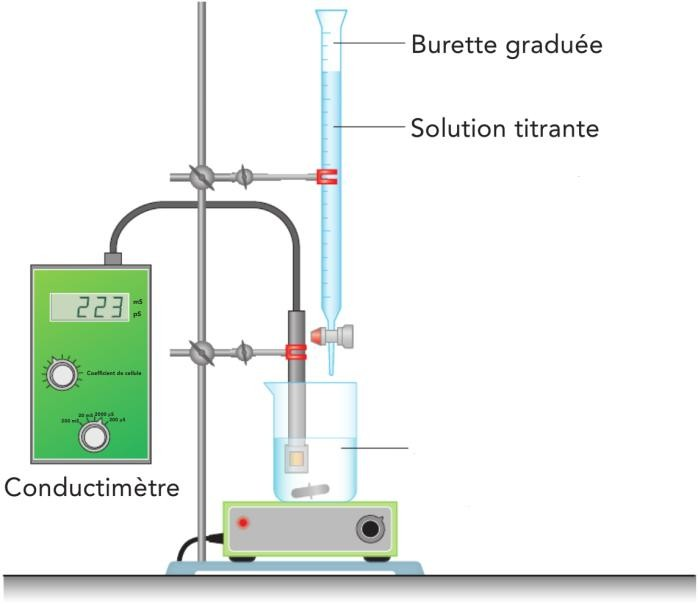 Burette graduée
Solution titrante
223
mS
µS
Coefficient de cellule
20 mS 2000 µS
200 mS 200 µS
Conductimètre